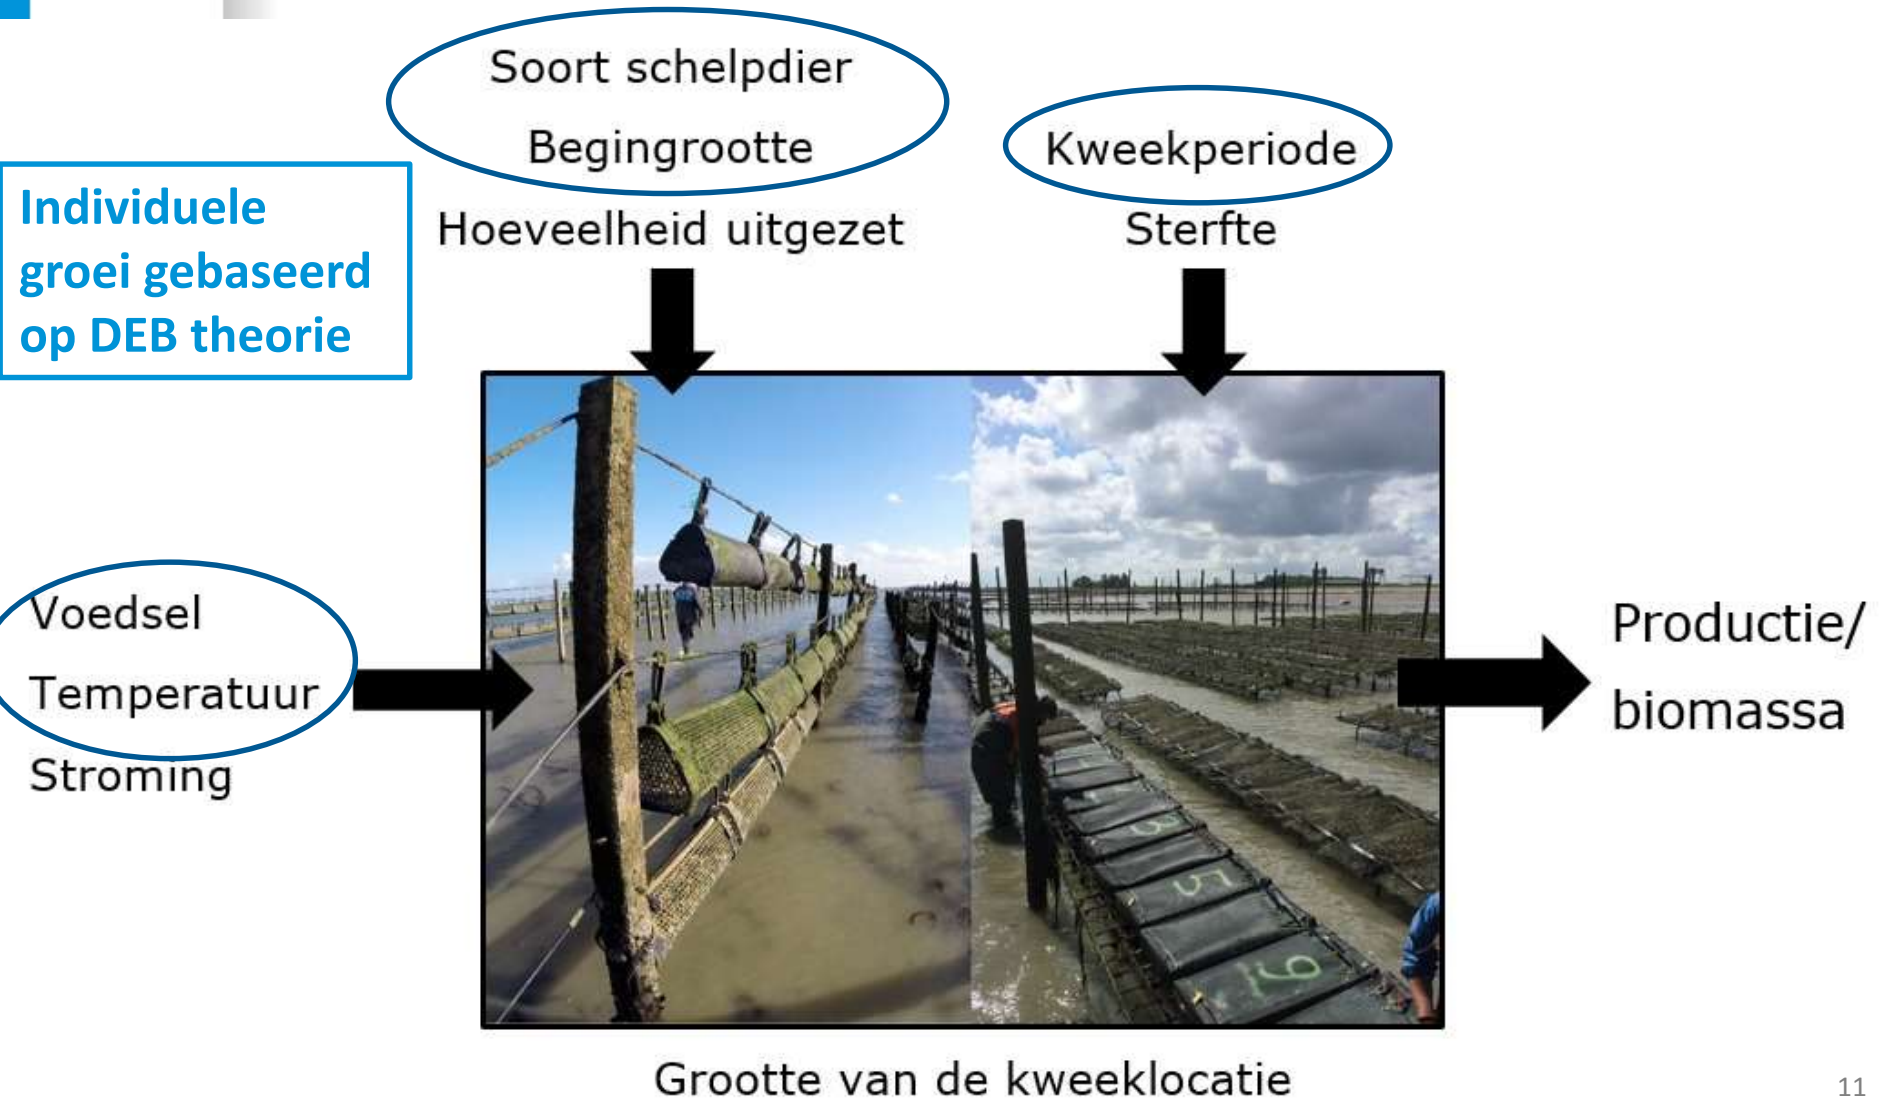 Soort schelpdier
Begingrootte
Hoeveelheid uitgezet
Kweekperiode
Sterfte
Individuele
groei gebaseerd
op DEB theorie
Voedsel
Temperatuur
Stroming
Productie/
biomassa
Grootte van de kweeklocatie
11